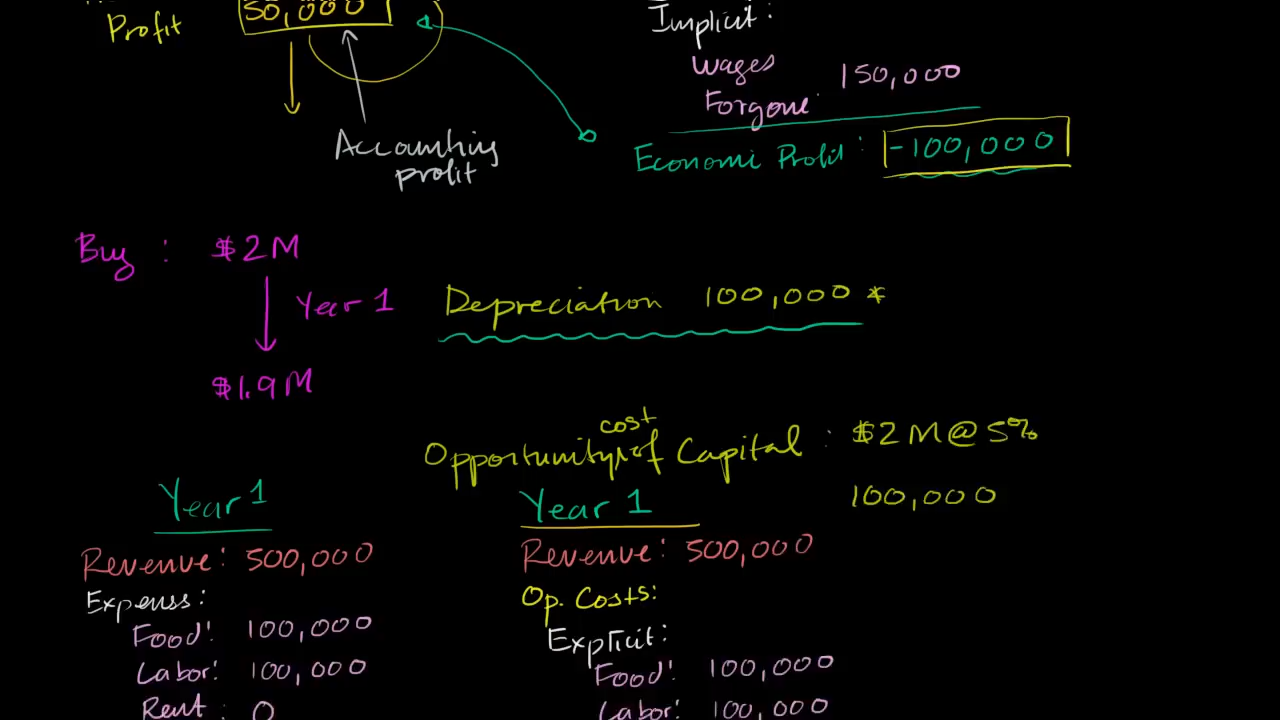 Profit 50,000
Implicit:
Wages
Forgone 150,000
Accounting
profit
Economic Profit: -100,000
Buy: $2M
Year 1
Depreciation 100,000 *
$1.9M
cost
Opportunity of Capital: $2M@5%
100,000
Year 1
Revenue: 500,000
Expenses:
Food: 100,000
Labor: 100,000
Rent: 0
Year 1
Revenue: 500,000
Op. Costs:
Explicit:
Food: 100,000
Labor: 100,000